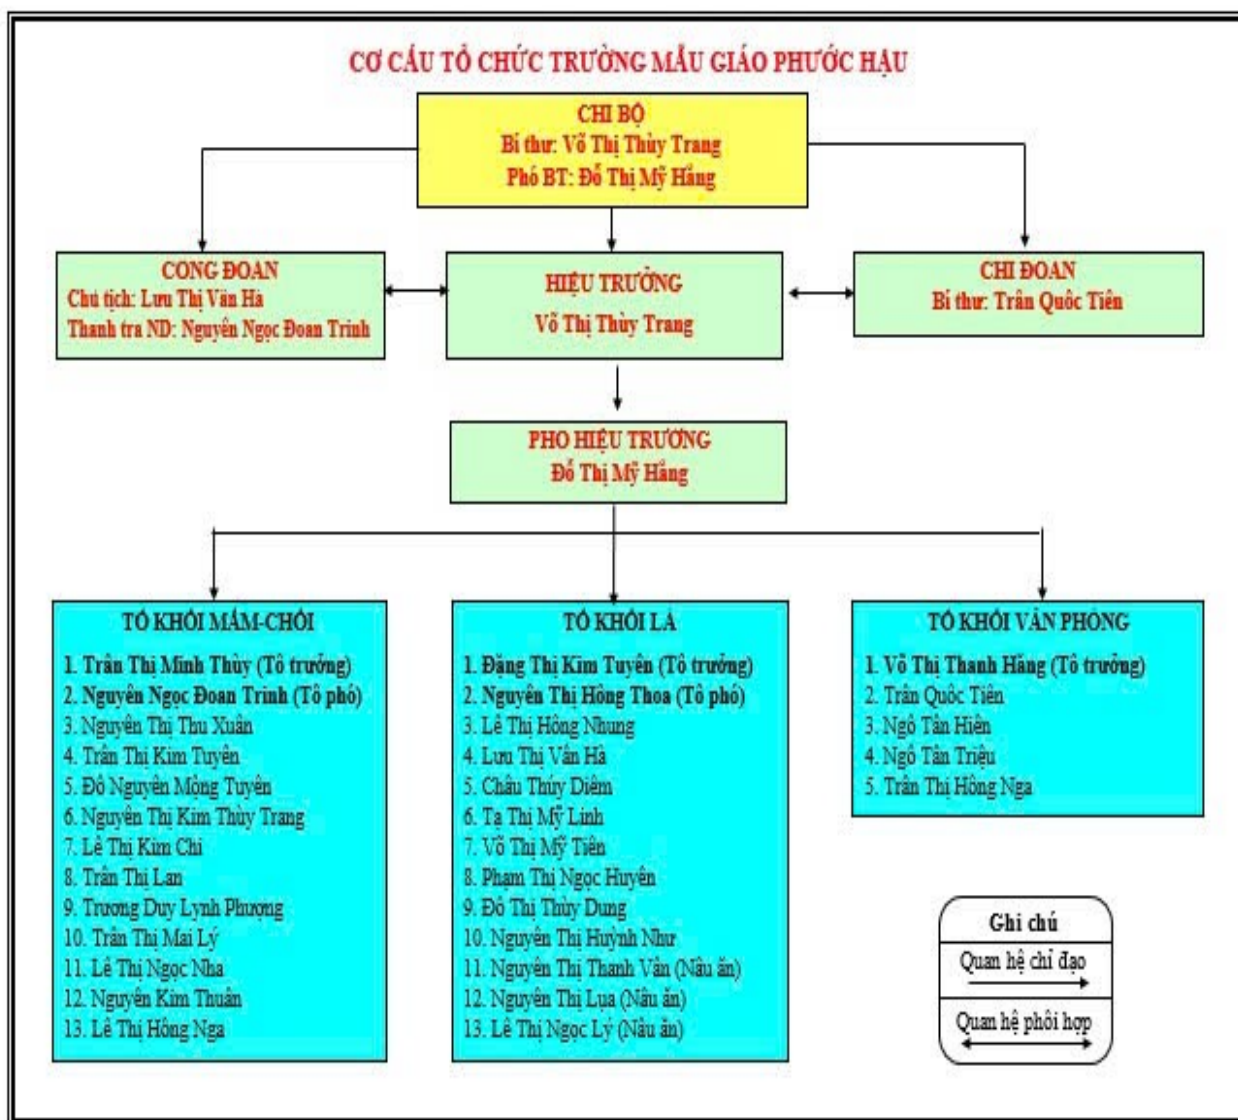 CƠ CẤU TỔ CHỨC TRƯỜNG MẪU GIÁO PHƯỚC HẬU
CHI BỘ
Bí thư: Võ Thị Thùy Trang
Phó BT: Đỗ Thị Mỹ Hằng
CÔNG ĐOÀN
Chủ tịch: Lưu Thị Vân Hà
Thanh tra ND: Nguyễn Ngọc Đoan Trinh
HIỆU TRƯỞNG
Võ Thị Thùy Trang
CHI ĐOÀN
Bí thư: Trần Quốc Tiến
PHÓ HIỆU TRƯỞNG
Đỗ Thị Mỹ Hằng
TỔ KHỐI MẦM-CHỒI
1. Trần Thị Minh Thùy (Tổ trưởng)
2. Nguyễn Ngọc Đoan Trinh (Tổ phó)
3. Nguyễn Thị Thu Xuân
4. Trần Thị Kim Tuyến
5. Đỗ Nguyễn Mộng Tuyền
6. Nguyễn Thị Kim Thùy Trang
7. Lê Thị Kim Chi
8. Trần Thị Lan
9. Trương Duy Lynh Phượng
10. Trần Thị Mai Lý
11. Lê Thị Ngọc Nha
12. Nguyễn Kim Thuần
13. Lê Thị Hồng Nga
TỔ KHỐI LÁ
1. Đặng Thị Kim Tuyến (Tổ trưởng)
2. Nguyễn Thị Hồng Thoa (Tổ phó)
3. Lê Thị Hồng Nhung
4. Lưu Thị Vân Hà
5. Châu Thúy Diễm
6. Tạ Thị Mỹ Linh
7. Võ Thị Mỹ Tiên
8. Phạm Thị Ngọc Huyền
9. Đỗ Thị Thùy Dung
10. Nguyễn Thị Huỳnh Như
11. Nguyễn Thị Thanh Vân (Nấu ăn)
12. Nguyễn Thị Lụa (Nấu ăn)
13. Lê Thị Ngọc Lý (Nấu ăn)
TỔ KHỐI VĂN PHÒNG
1. Võ Thị Thanh Hằng (Tổ trưởng)
2. Trần Quốc Tiến
3. Ngô Tấn Hiền
4. Ngô Tấn Triệu
5. Trần Thị Hồng Nga
Ghi chú
Quan hệ chỉ đạo
Quan hệ phối hợp